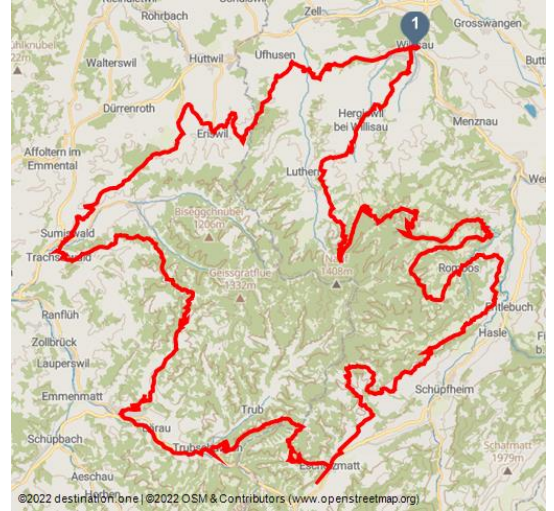 Rohrbach
Zell
Grosswangen
1
Willisau
Walterswil
Hüttwil
Ufhusen
Dürrenroth
Eriswil
Hergiswil
bei Willisau
Menznau
Affoltern im
Emmental
Luthern
Biseggchnubel
1206m
Sumiswald
Trachselwald
Geissgratflue
1332m
1408m
Romoos
Ranflüh
Entlebuch
Hasle
Zollbrück
Lauperswil
Schüpfheim
Emmenmatt
Trub
Schüpbach
Bärau
Trubschachen
Schafmatt
1979m
Aeschau
Escholzmatt
©2022 destination.one | ©2022 OSM & Contributors (www.openstreetmap.org)